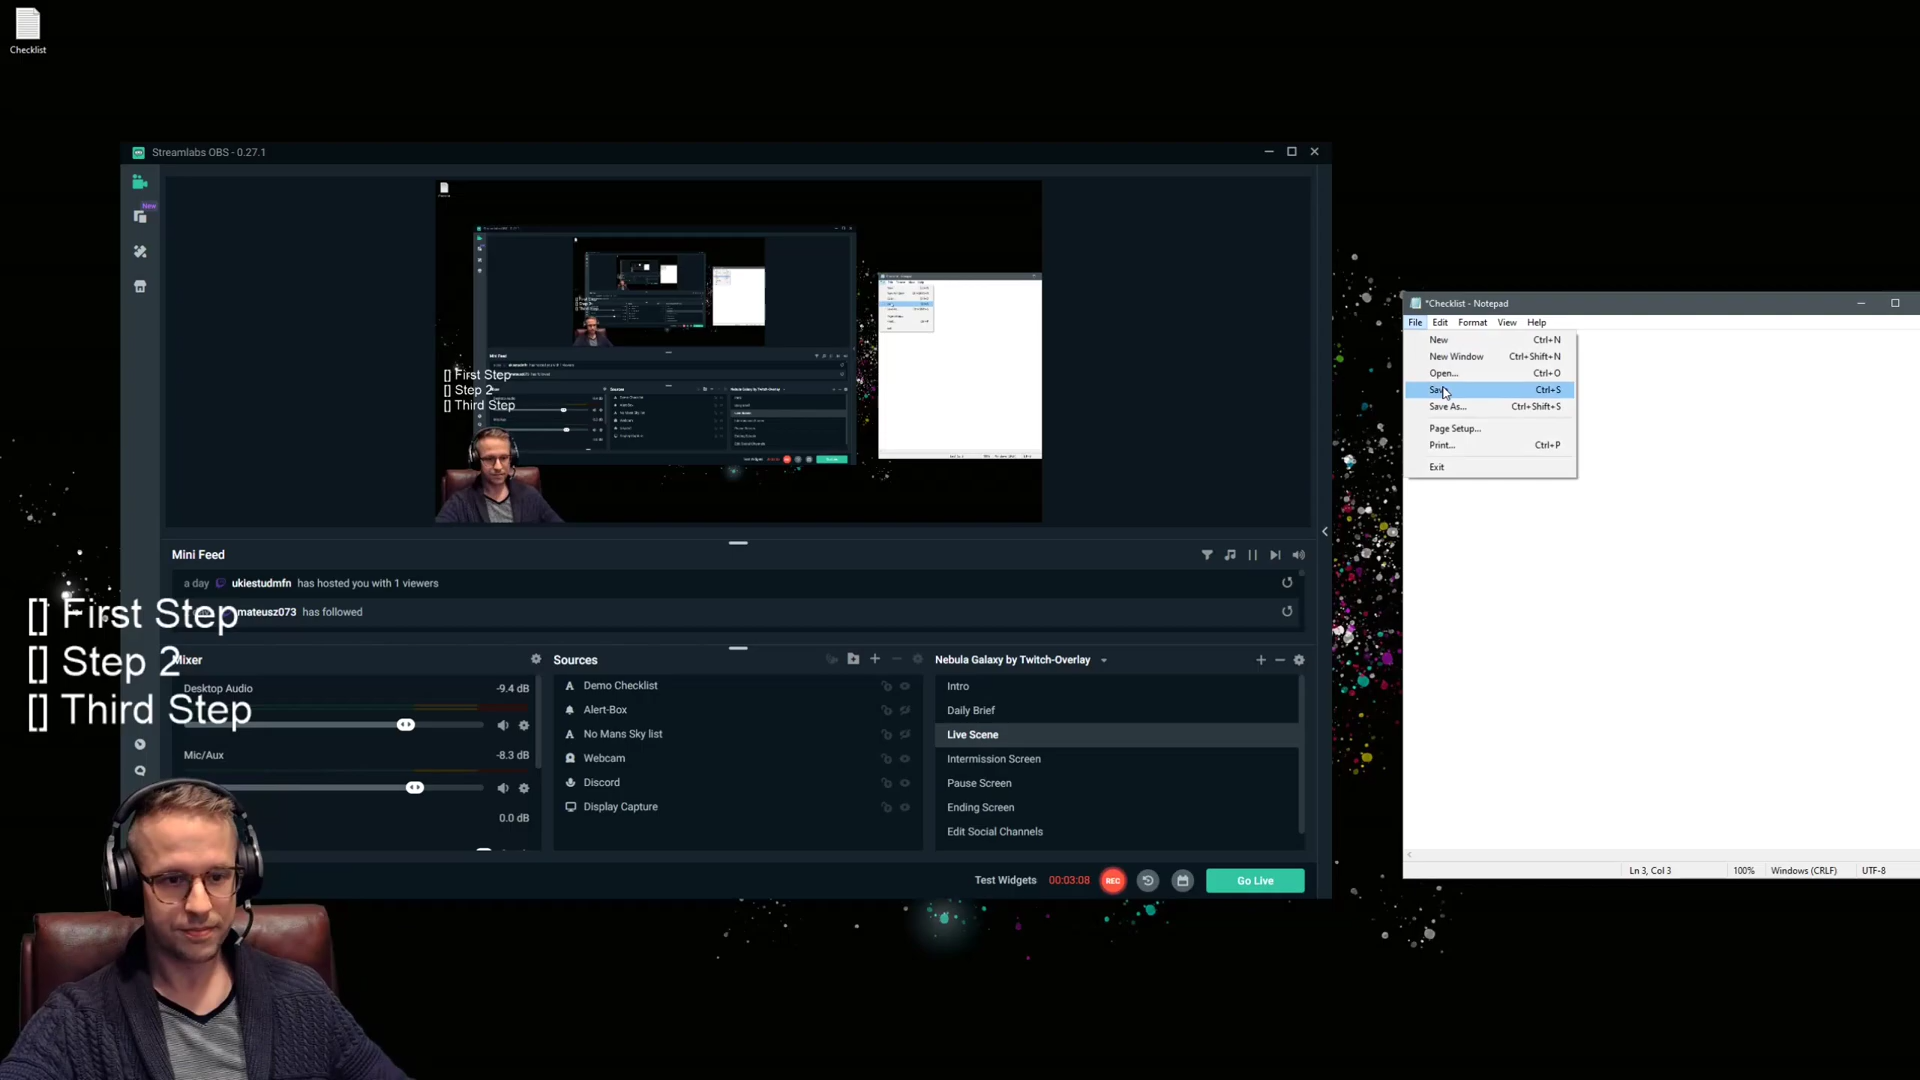 Checklist
Streamlabs OBS - 0.27.1
New
[] First Step
[] Step 2
[] Third Step
Mini Feed
a day ukiestudmfn has hosted you with 1 viewers
mateusz073 has followed
[] First Step
[] Step 2
[] Third Step
Mixer
Desktop Audio -9.4 dB
Mic/Aux -8.3 dB
0.0 dB
Sources
Demo Checklist
Alert-Box
No Mans Sky list
Webcam
Discord
Display Capture
Nebula Galaxy by Twitch-Overlay
Intro
Daily Brief
Live Scene
Intermission Screen
Pause Screen
Ending Screen
Edit Social Channels
Test Widgets 00:03:08 REC Go Live
*Checklist - Notepad
File Edit Format View Help
New Ctrl+N
New Window Ctrl+Shift+N
Open... Ctrl+O
Save Ctrl+S
Save As... Ctrl+Shift+S
Page Setup...
Print... Ctrl+P
Exit
Ln 3, Col 3 100% Windows (CRLF) UTF-8